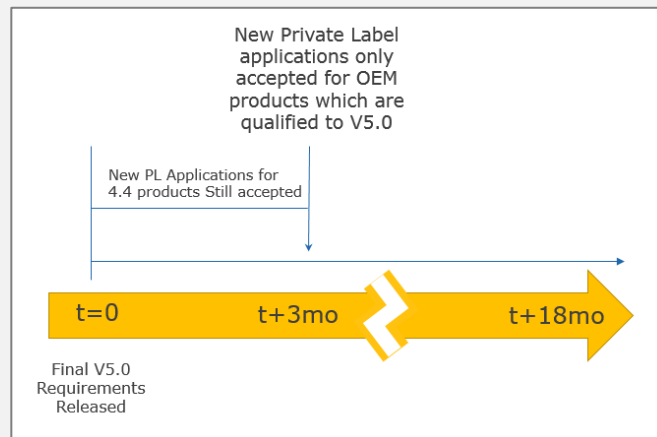 New Private Label
applications only
accepted for OEM
products which are
qualified to V5.0
New PL Applications for
4.4 products Still accepted
t=0
t+3mo
t+18mo
Final V5.0
Requirements
Released